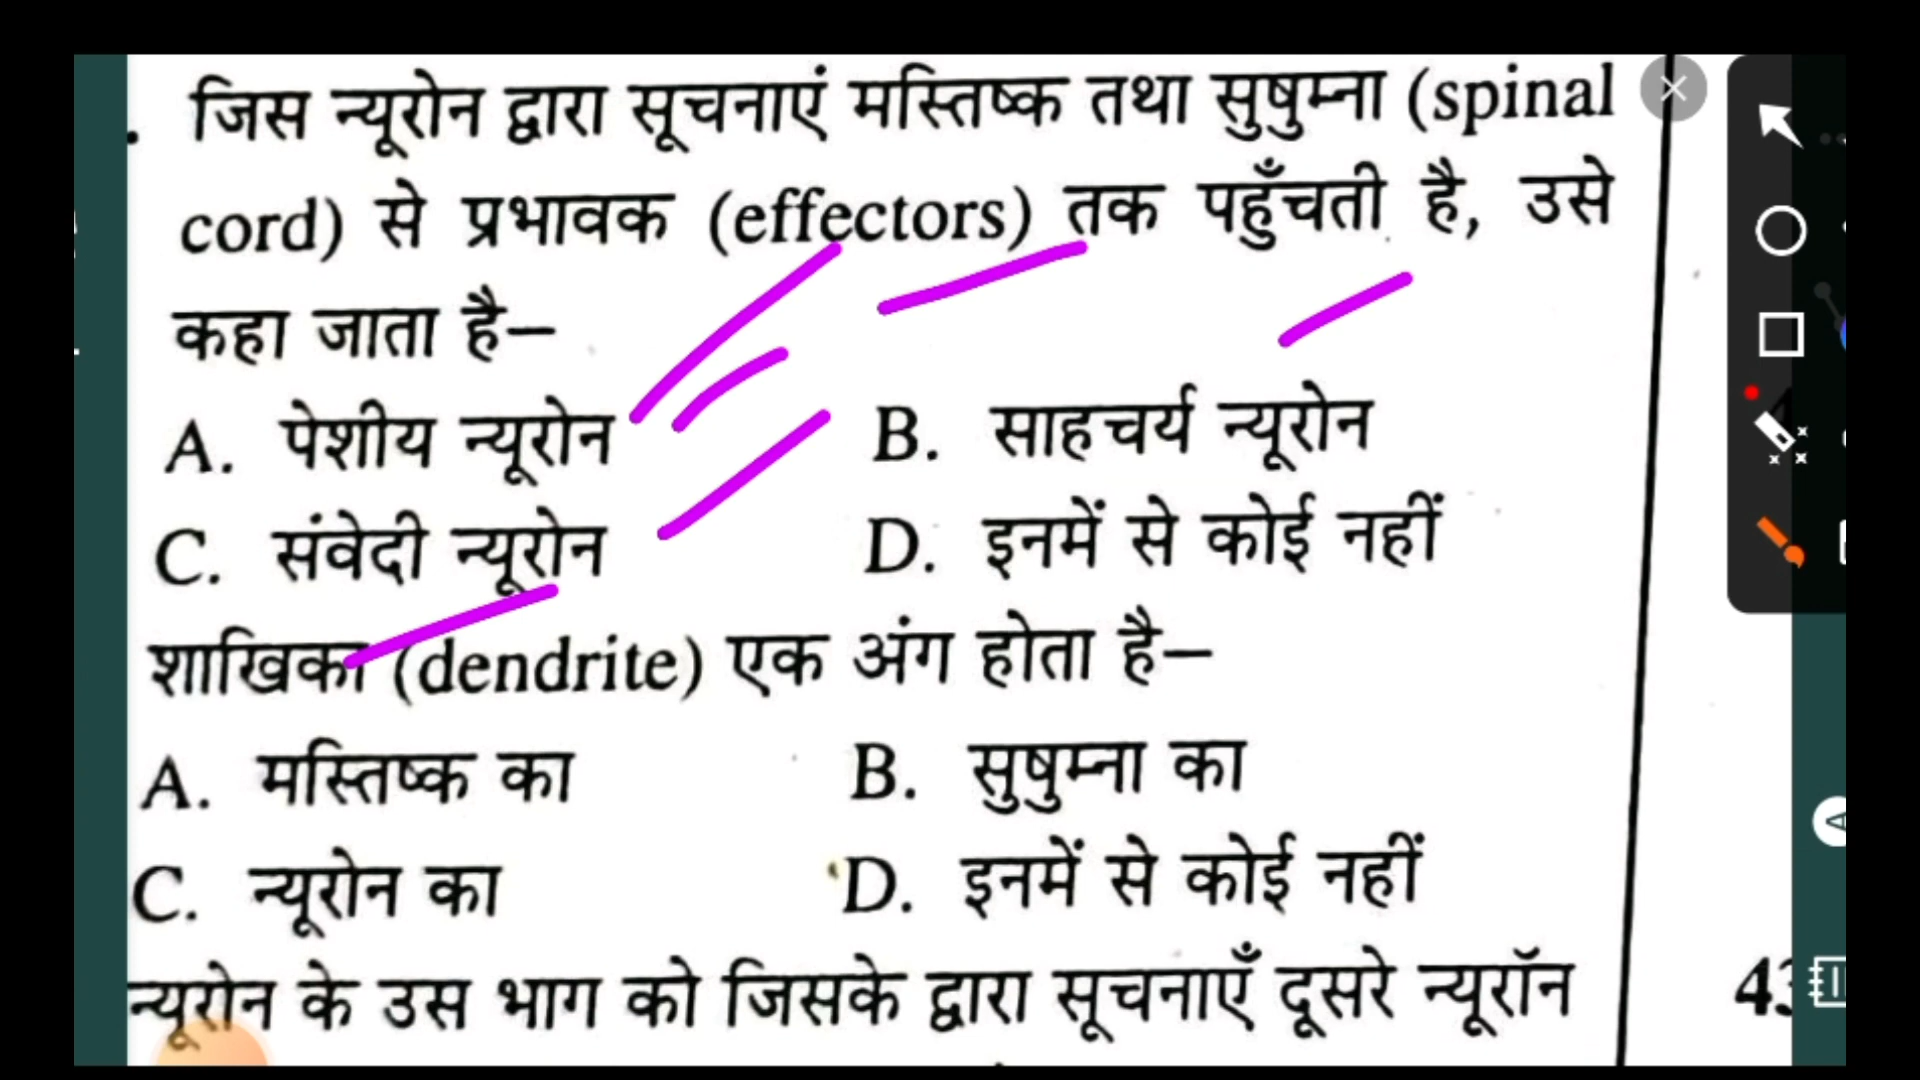 . जिस न्यूरोन द्वारा सूचनाएं मस्तिष्क तथा सुषुम्ना (spinal
cord) से प्रभावक (effectors) तक पहुँचती है, उसे
कहा जाता है–
A. पेशीय न्यूरोन B. साहचर्य न्यूरोन
C. संवेदी न्यूरोन D. इनमें से कोई नहीं
शाखिका (dendrite) एक अंग होता है–
A. मस्तिष्क का B. सुषुम्ना का
C. न्यूरोन का D. इनमें से कोई नहीं
न्यूरोन के उस भाग को जिसके द्वारा सूचनाएँ दूसरे न्यूरॉन